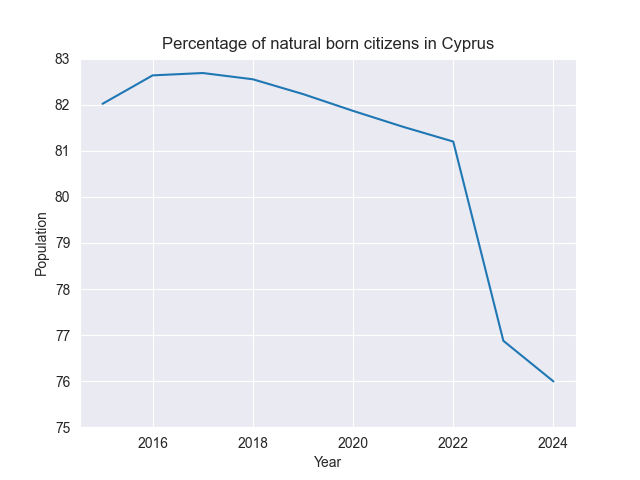 Percentage of natural born citizens in Cyprus
83
82
81
80
79
78
77
76
75
Population
2016 2018 2020 2022 2024
Year